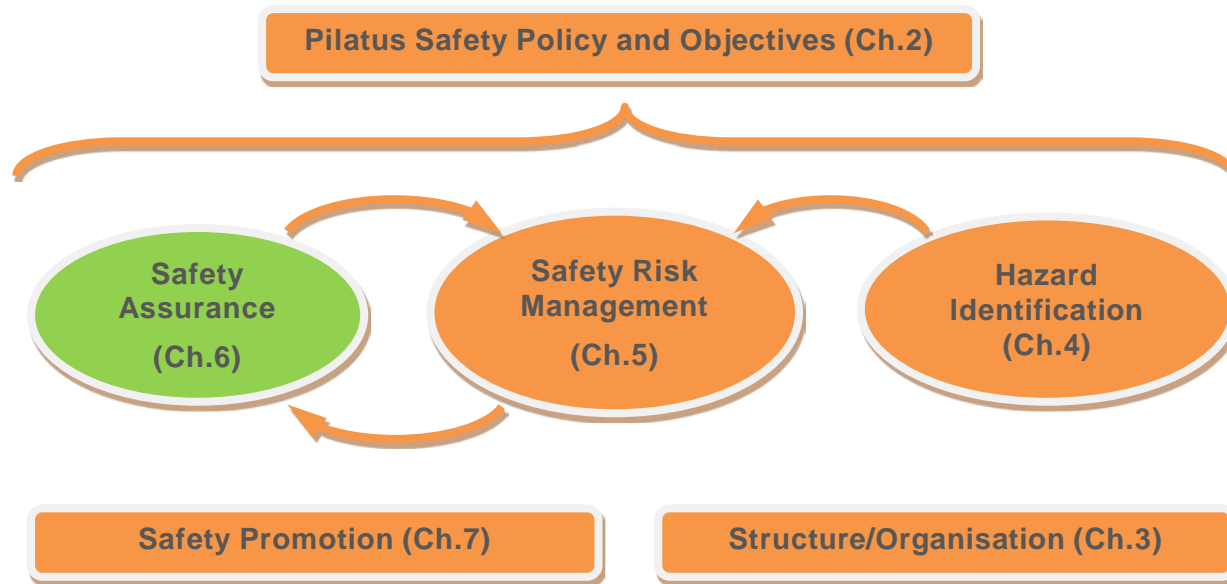 Pilatus Safety Policy and Objectives (Ch.2)
Safety
Assurance
(Ch.6)
Safety Risk
Management
(Ch.5)
Hazard
Identification
(Ch.4)
Safety Promotion (Ch.7)
Structure/Organisation (Ch.3)